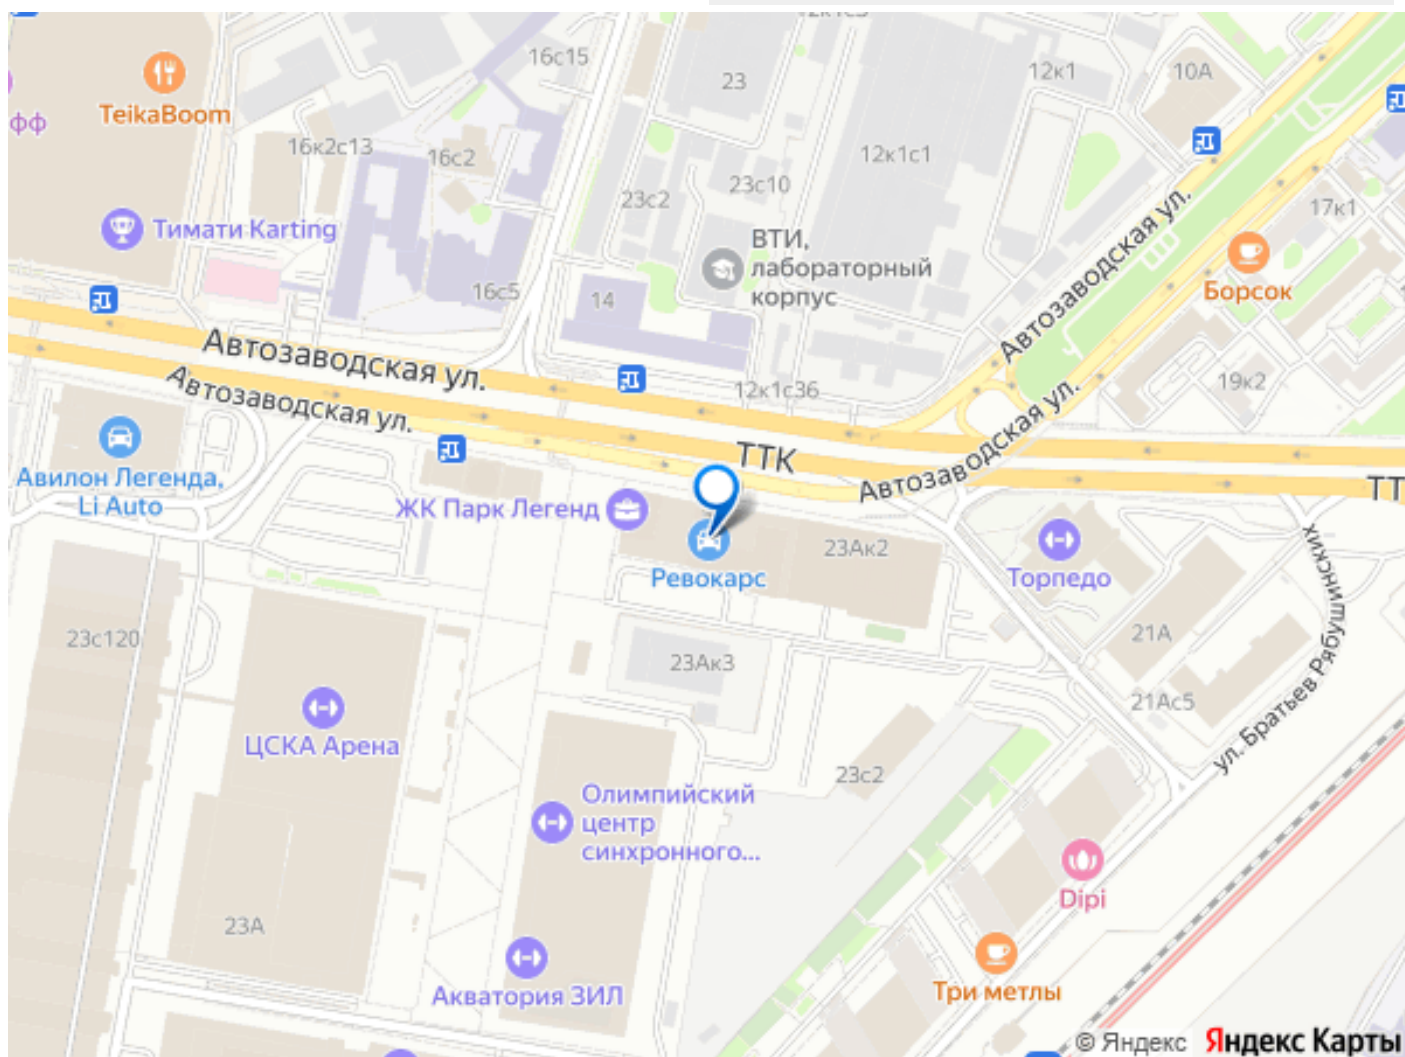 12к1с3
16с15
TeikaBoom
23
12к1
10А
фф
16к2с13
16с2
12к1с1
23с2
23с10
17к1
Тимати Karting
ВТИ,
лабораторный
корпус
Автозаводская ул.
Борсок
16с5
14
Автозаводская ул.
Автозаводская ул.
12к1с36
19к2
Автозаводская ул.
ТТК
Авилон Легенда,
Li Auto
ЖК Парк Легенд
ТТ
23Ак2
Ревокарс
Торпедо
ул. Братьев Рябушинских
23с120
23Ак3
21А
21Ас5
ЦСКА Арена
23с2
Олимпийский
центр
синхронного...
Dipi
23А
Акватория ЗИЛ
Три метлы
© Яндекс Яндекс Карты